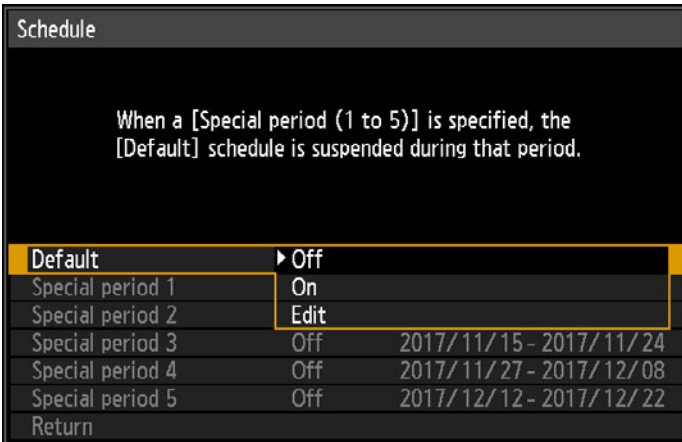 Schedule
When a [Special period (1 to 5)] is specified, the
[Default] schedule is suspended during that period.
Default Off
Special period 1 On
Special period 2 Edit
Special period 3 Off 2017/11/15 - 2017/11/24
Special period 4 Off 2017/11/27 - 2017/12/08
Special period 5 Off 2017/12/12 - 2017/12/22
Return